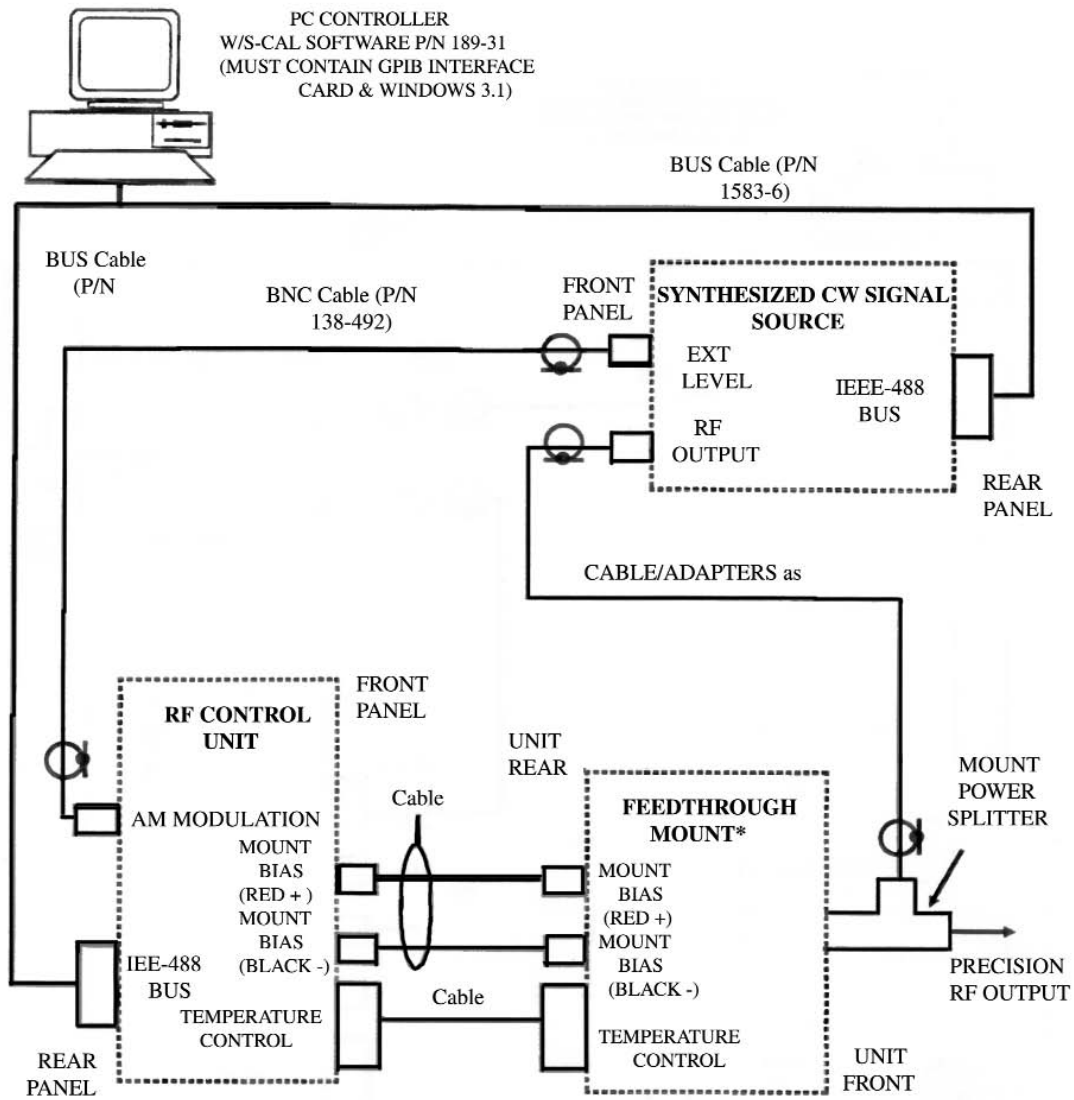 PC CONTROLLER
W/S-CAL SOFTWARE P/N 189-31
(MUST CONTAIN GPIB INTERFACE
CARD & WINDOWS 3.1)
BUS Cable (P/N
1583-6)
BUS Cable
(P/N
BNC Cable (P/N
138-492)
FRONT
PANEL
SYNTHESIZED CW SIGNAL
SOURCE
EXT
LEVEL
IEEE-488
BUS
RF
OUTPUT
REAR
PANEL
CABLE/ADAPTERS as
FRONT
PANEL
RF CONTROL
UNIT
UNIT
REAR
MOUNT
POWER
SPLITTER
Cable
FEEDTHROUGH
MOUNT*
AM MODULATION
MOUNT
BIAS
(RED + )
MOUNT
BIAS
(BLACK -)
MOUNT
BIAS
(RED +)
MOUNT
BIAS
(BLACK -)
IEE-488
BUS
PRECISION
RF OUTPUT
Cable
TEMPERATURE
CONTROL
TEMPERATURE
CONTROL
REAR
PANEL
UNIT
FRONT